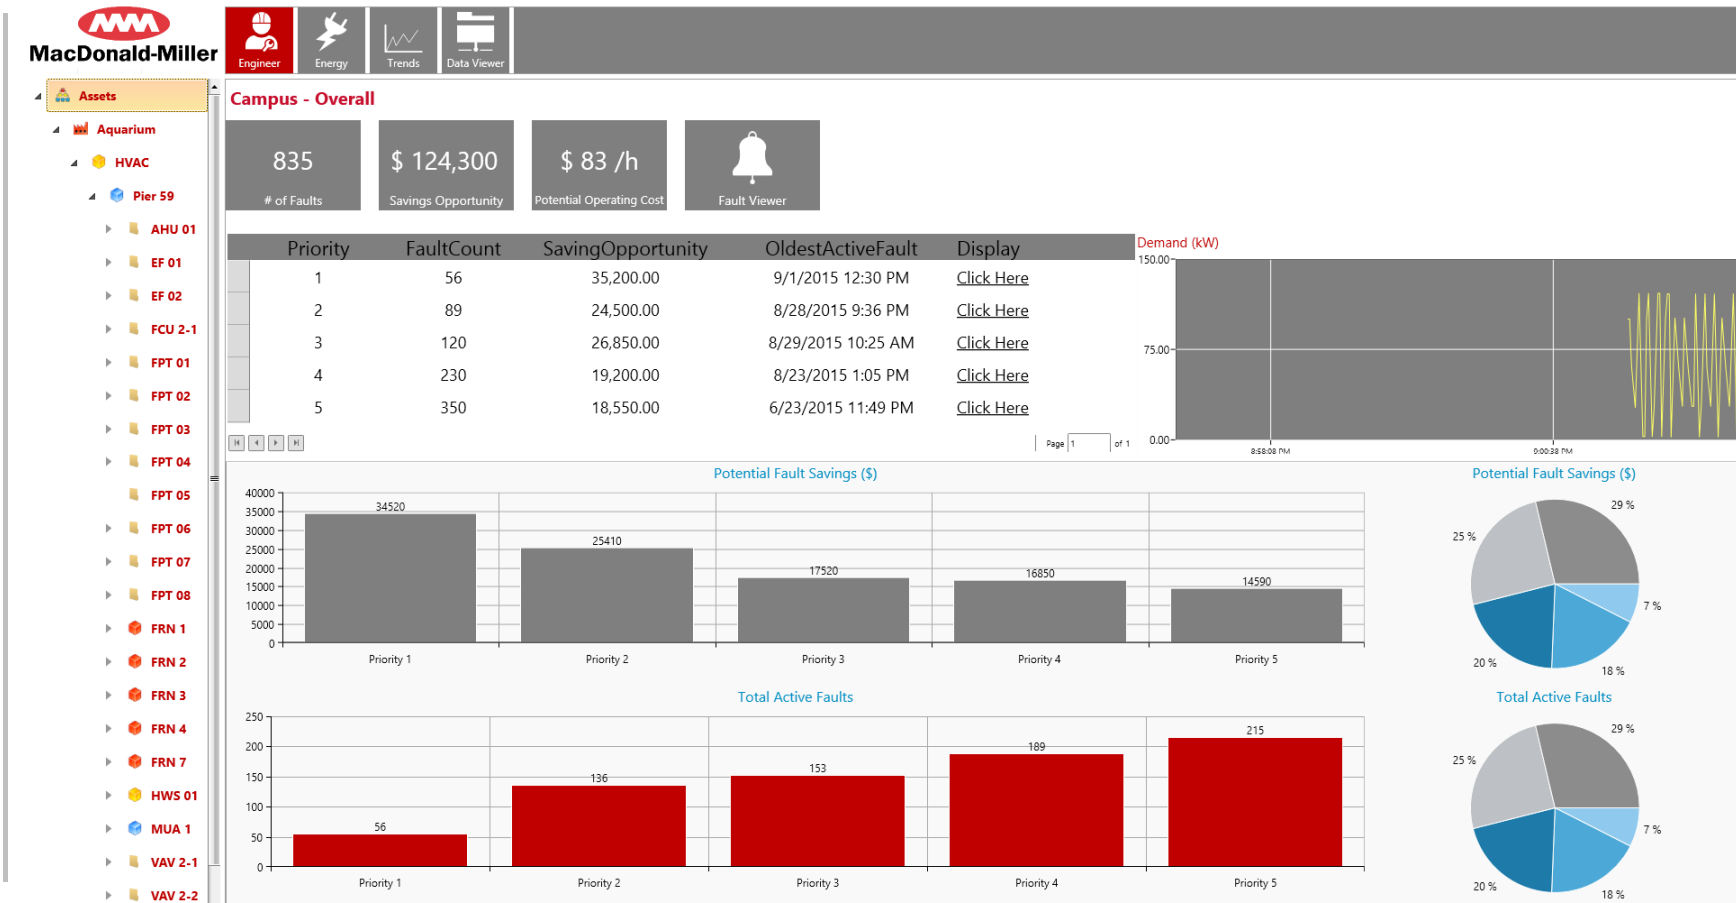 MacDonald-Miller
Engineer
Energy
Trends
Data Viewer
Assets
Aquarium
HVAC
Pier 59
AHU 01
EF 01
EF 02
FCU 2-1
FPT 01
FPT 02
FPT 03
FPT 04
FPT 05
FPT 06
FPT 07
FPT 08
FRN 1
FRN 2
FRN 3
FRN 4
FRN 7
HWS 01
MUA 1
VAV 2-1
VAV 2-2
Campus - Overall
835
# of Faults
$ 124,300
Savings Opportunity
$ 83 /h
Potential Operating Cost
Fault Viewer
Priority FaultCount SavingOpportunity OldestActiveFault Display
1 56 35,200.00 9/1/2015 12:30 PM Click Here
2 89 24,500.00 8/28/2015 9:36 PM Click Here
3 120 26,850.00 8/29/2015 10:25 AM Click Here
4 230 19,200.00 8/23/2015 1:05 PM Click Here
5 350 18,550.00 6/23/2015 11:49 PM Click Here
Page 1 of 1
Demand (kW)
150.00
75.00
0.00
8:58:08 PM 9:00:38 PM
Potential Fault Savings ($)
40000
35000
30000
25000
20000
15000
10000
5000
0
34520
25410
17520
16850
14590
Priority 1 Priority 2 Priority 3 Priority 4 Priority 5
Potential Fault Savings ($)
29 %
25 %
7 %
20 %
18 %
Total Active Faults
250
200
150
100
50
0
56
136
153
189
215
Priority 1 Priority 2 Priority 3 Priority 4 Priority 5
Total Active Faults
29 %
25 %
7 %
20 %
18 %